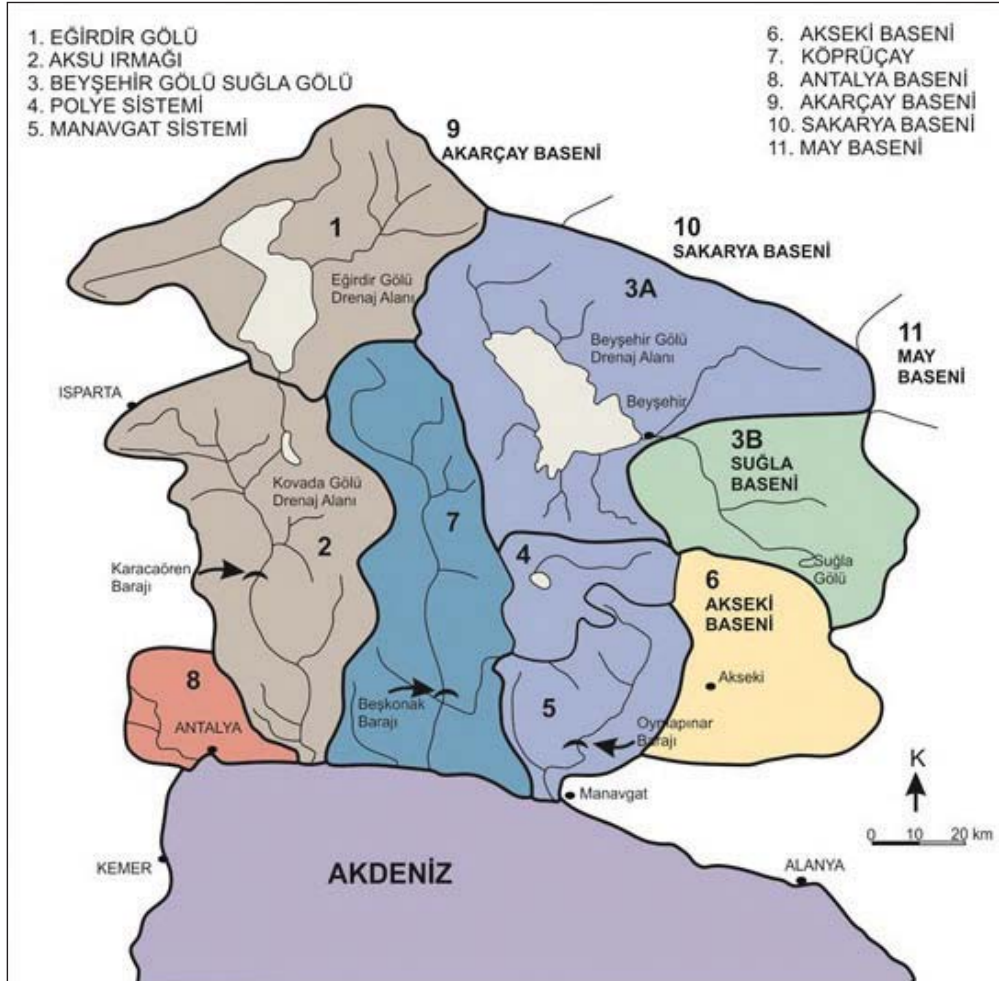 1. EĞİRDİR GÖLÜ
2. AKSU IRMAĞI
3. BEYŞEHİR GÖLÜ SUĞLA GÖLÜ
4. POLYE SİSTEMİ
5. MANAVGAT SİSTEMİ
6. AKSEKİ BASENİ
7. KÖPRÜÇAY
8. ANTALYA BASENİ
9. AKARÇAY BASENİ
10. SAKARYA BASENİ
11. MAY BASENİ
9
AKARÇAY BASENİ
1
10
SAKARYA BASENİ
Eğirdir Gölü
Drenaj Alanı
3A
Beyşehir Gölü
Drenaj Alanı
11
MAY
BASENİ
ISPARTA
Beyşehir
3B
SUĞLA
BASENİ
Kovada Gölü
Drenaj Alanı
7
2
4
Suğla
Gölü
Karacaören
Barajı
6
AKSEKİ
BASENİ
8
Akseki
Beşkonak
Barajı
5
Oymapınar
Barajı
ANTALYA
K
Manavgat
0 10 20 km
KEMER
AKDENİZ
ALANYA